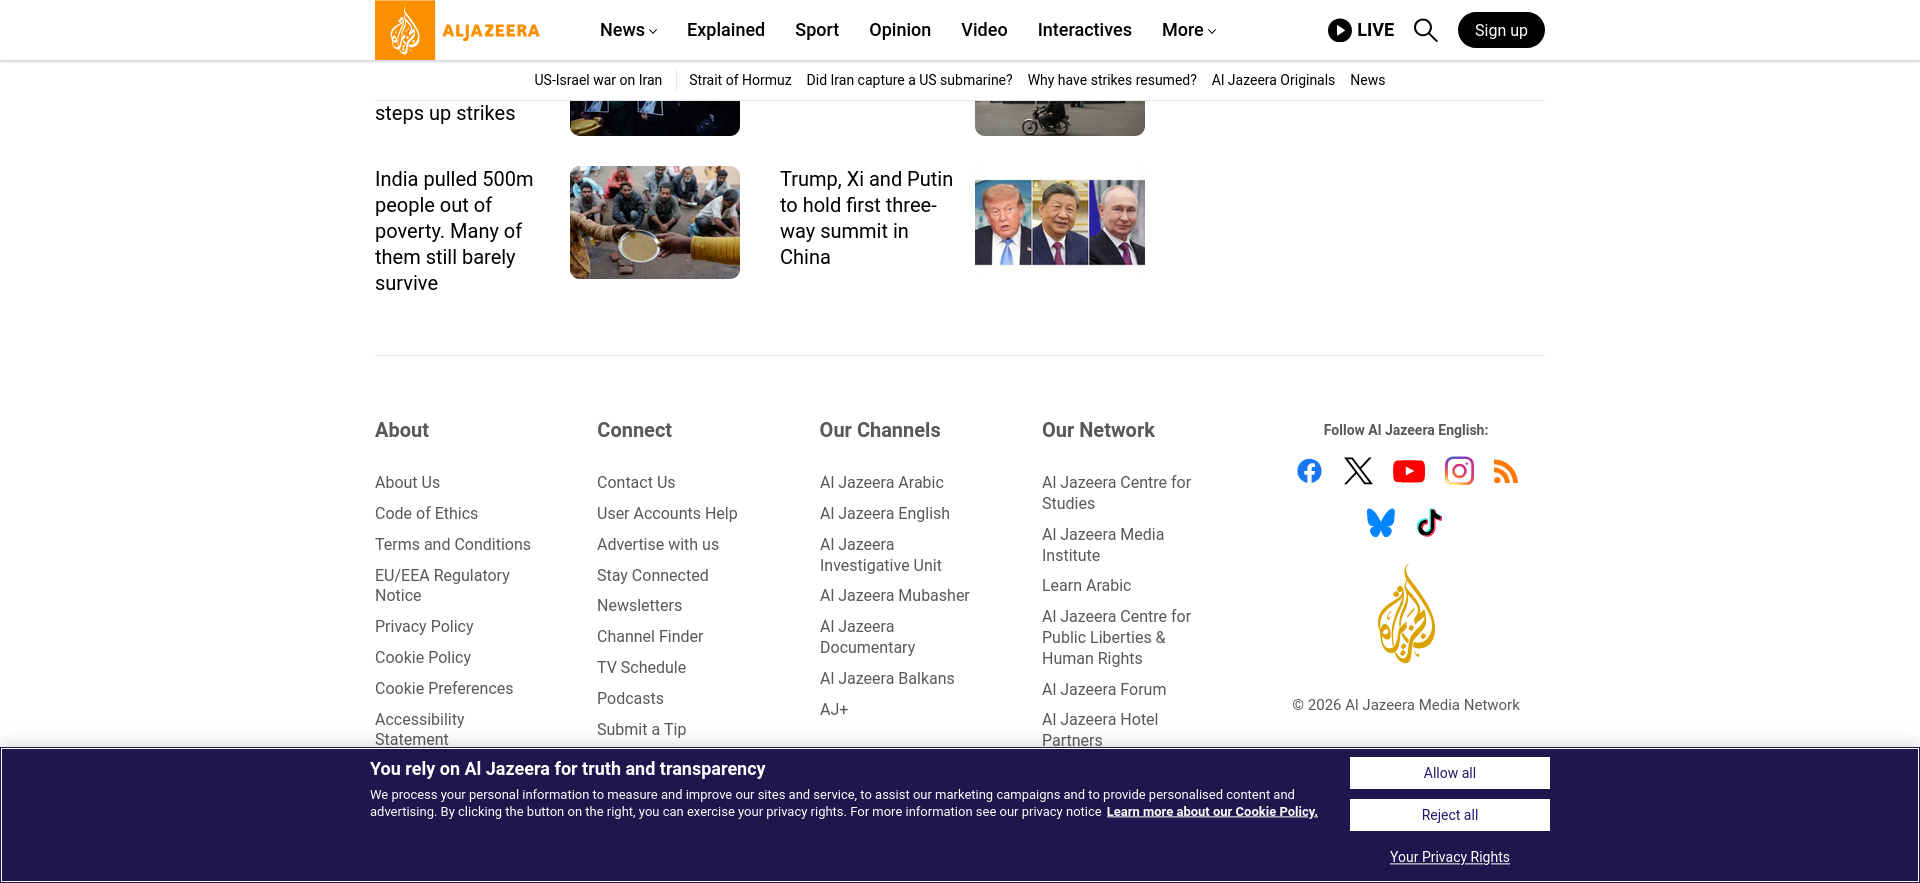 ALJAZEERA
News
Explained
Sport
Opinion
Video
Interactives
More
LIVE
Sign up
US-Israel war on Iran
Strait of Hormuz
Did Iran capture a US submarine?
Why have strikes resumed?
Al Jazeera Originals
News
steps up strikes
India pulled 500m
people out of
poverty. Many of
them still barely
survive
Trump, Xi and Putin
to hold first three-
way summit in
China
About
About Us
Code of Ethics
Terms and Conditions
EU/EEA Regulatory
Notice
Privacy Policy
Cookie Policy
Cookie Preferences
Accessibility
Statement
Connect
Contact Us
User Accounts Help
Advertise with us
Stay Connected
Newsletters
Channel Finder
TV Schedule
Podcasts
Submit a Tip
Our Channels
Al Jazeera Arabic
Al Jazeera English
Al Jazeera
Investigative Unit
Al Jazeera Mubasher
Al Jazeera
Documentary
Al Jazeera Balkans
AJ+
Our Network
Al Jazeera Centre for
Studies
Al Jazeera Media
Institute
Learn Arabic
Al Jazeera Centre for
Public Liberties &
Human Rights
Al Jazeera Forum
Al Jazeera Hotel
Partners
Follow Al Jazeera English:
© 2026 Al Jazeera Media Network
You rely on Al Jazeera for truth and transparency
We process your personal information to measure and improve our sites and service, to assist our marketing campaigns and to provide personalised content and
advertising. By clicking the button on the right, you can exercise your privacy rights. For more information see our privacy notice Learn more about our Cookie Policy.
Allow all
Reject all
Your Privacy Rights